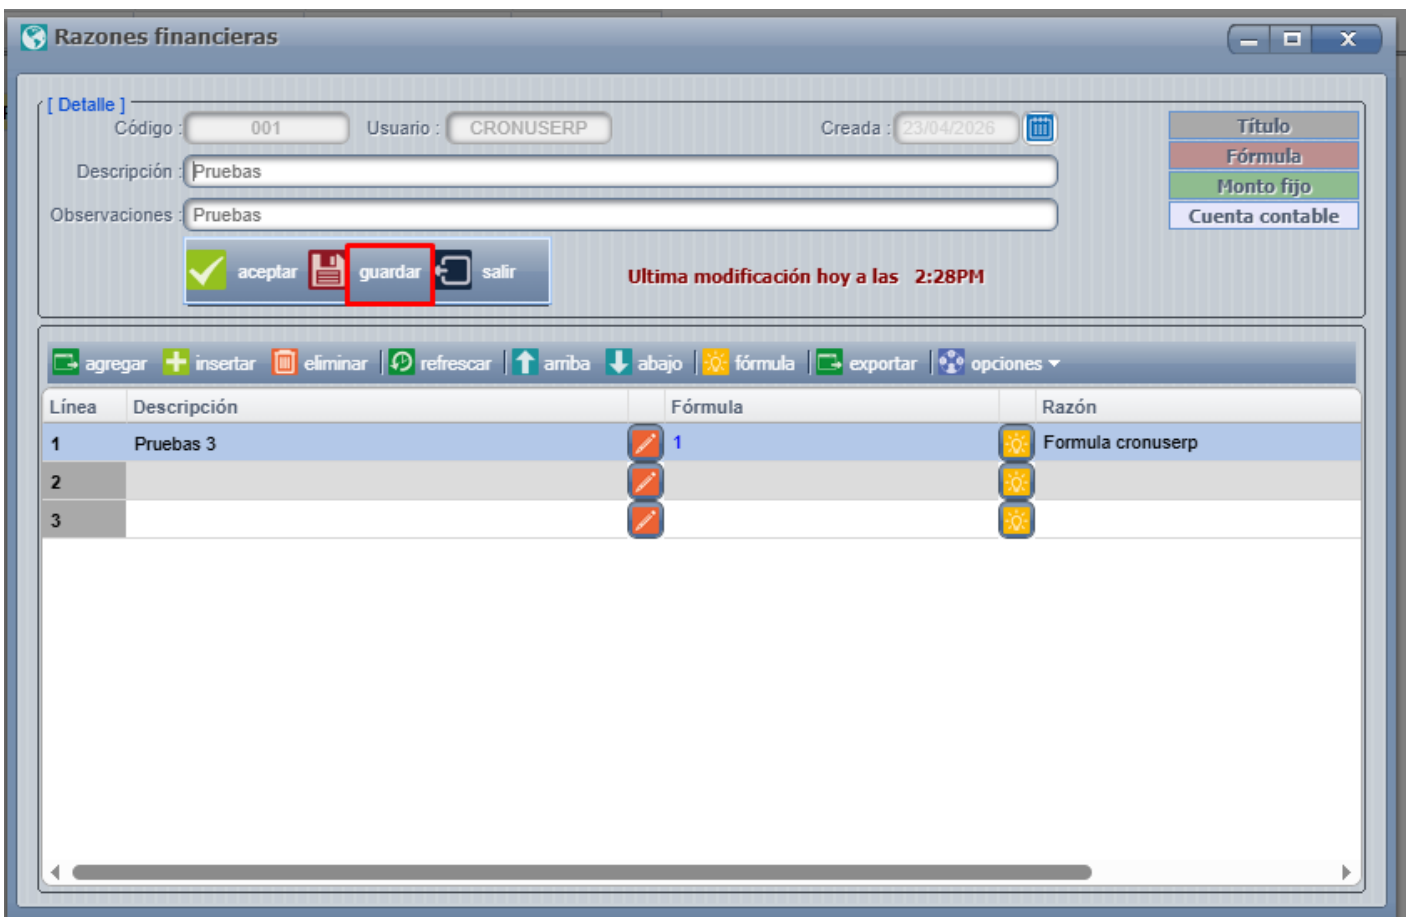 Razones financieras
[ Detalle ]
Código : 001 Usuario : CRONUSERP Creada : 23/04/2026 Título
Fórmula
Descripción : Pruebas
Monto fijo
Observaciones : Pruebas Cuenta contable
aceptar guardar salir Ultima modificación hoy a las 2:28PM
agregar insertar eliminar refrescar arriba abajo fórmula exportar opciones
Línea Descripción Fórmula Razón
1 Pruebas 3 1 Formula cronuserp
2
3